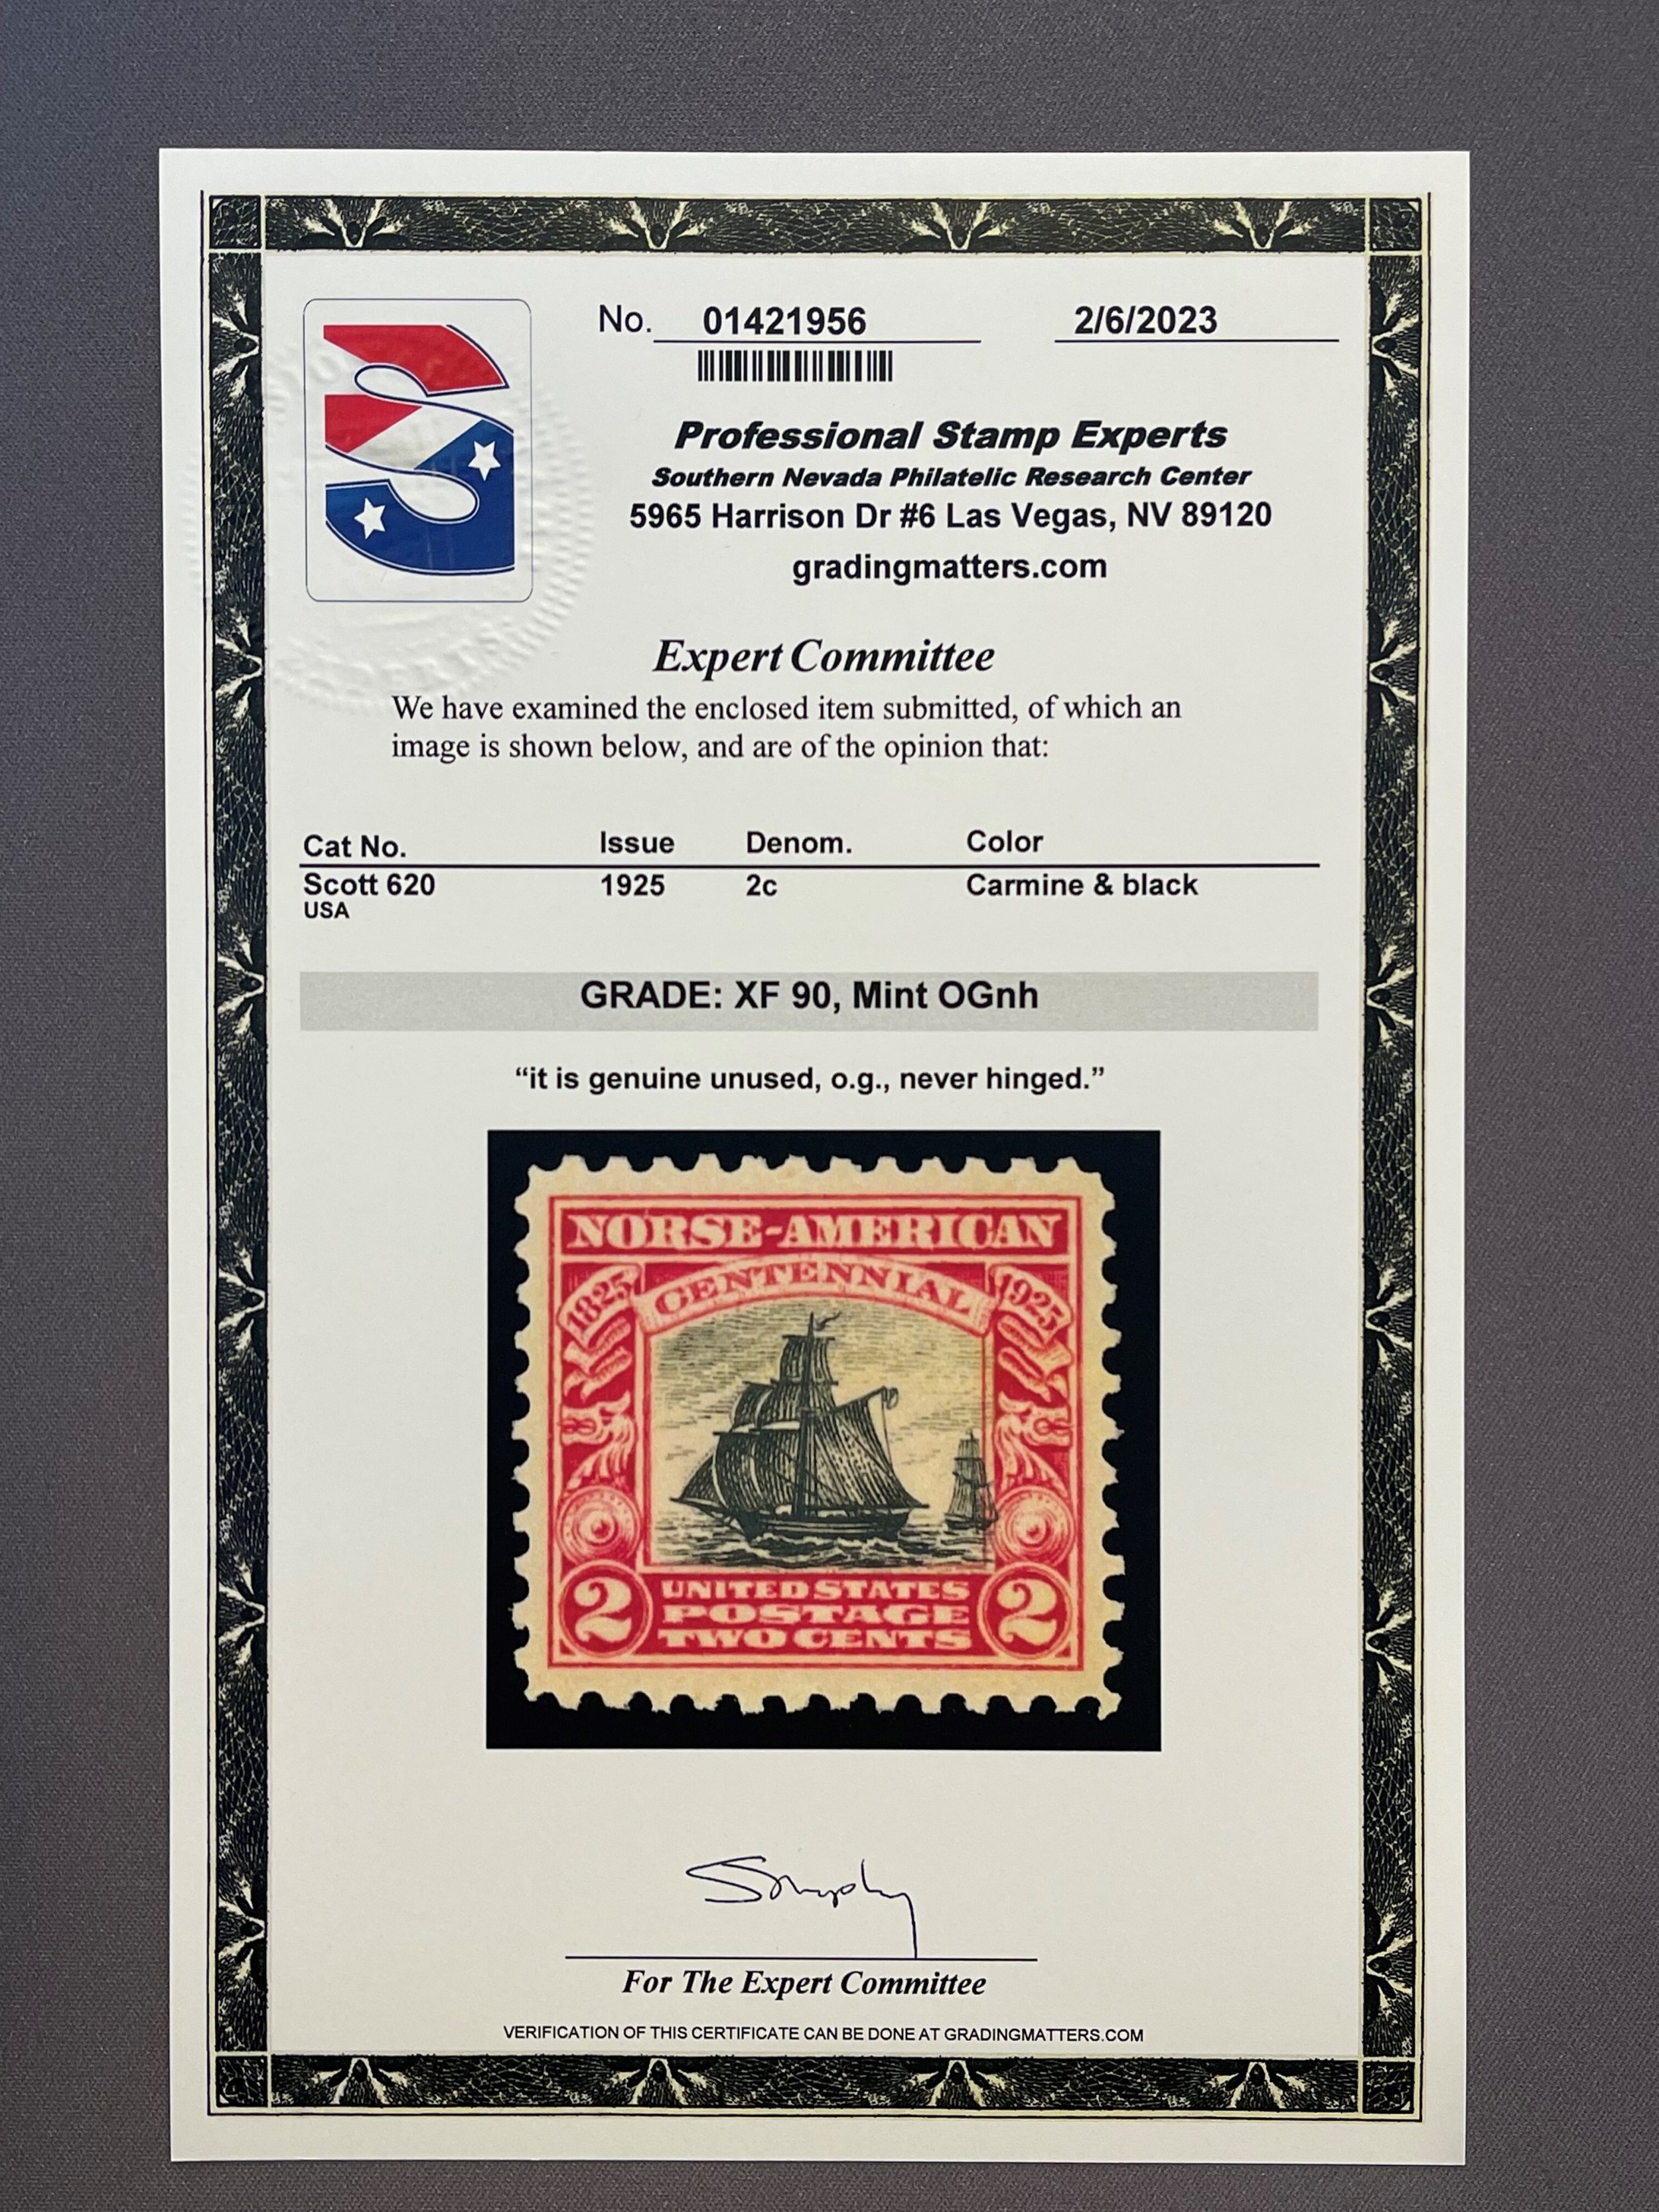 No. 01421956 2/6/2023
Professional Stamp Experts
Southern Nevada Philatelic Research Center
5965 Harrison Dr #6 Las Vegas, NV 89120
gradingmatters.com
Expert Committee
We have examined the enclosed item submitted, of which an
image is shown below, and are of the opinion that:
Cat No. Issue Denom. Color
Scott 620 1925 2c Carmine & black
USA
GRADE: XF 90, Mint OGnh
“it is genuine unused, o.g., never hinged.”
NORSE-AMERICAN
CENTENNIAL
1825 1925
2 UNITED STATES 2
POSTAGE
TWO CENTS
For The Expert Committee
VERIFICATION OF THIS CERTIFICATE CAN BE DONE AT GRADINGMATTERS.COM